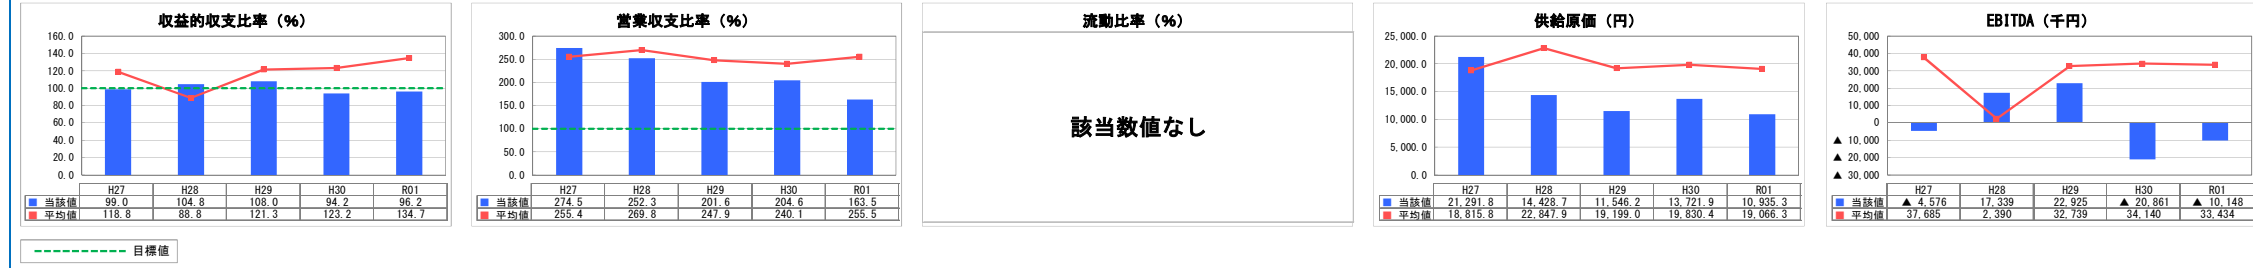 収益的収支比率（%）
160.0
140.0
120.0
100.0
80.0
60.0
40.0
20.0
0.0
H27 H28 H29 H30 R01
当該値 99.0 104.8 108.0 94.2 96.2
平均値 118.8 88.8 121.3 123.2 134.7
営業収支比率（%）
300.0
250.0
200.0
150.0
100.0
50.0
0.0
H27 H28 H29 H30 R01
当該値 274.5 252.3 201.6 204.6 163.5
平均値 255.4 269.8 247.9 240.1 255.5
流動比率（%）
該当数値なし
供給原価（円）
25,000.0
20,000.0
15,000.0
10,000.0
5,000.0
0.0
H27 H28 H29 H30 R01
当該値 21,291.8 14,428.7 11,546.2 13,721.9 10,935.3
平均値 18,815.8 22,847.9 19,199.0 19,830.4 19,066.3
EBITDA（千円）
50,000
40,000
30,000
20,000
10,000
0
▲ 10,000
▲ 20,000
▲ 30,000
H27 H28 H29 H30 R01
当該値 ▲ 4,576 17,339 22,925 ▲ 20,861 ▲ 10,148
平均値 37,685 2,390 32,739 34,140 33,434
目標値